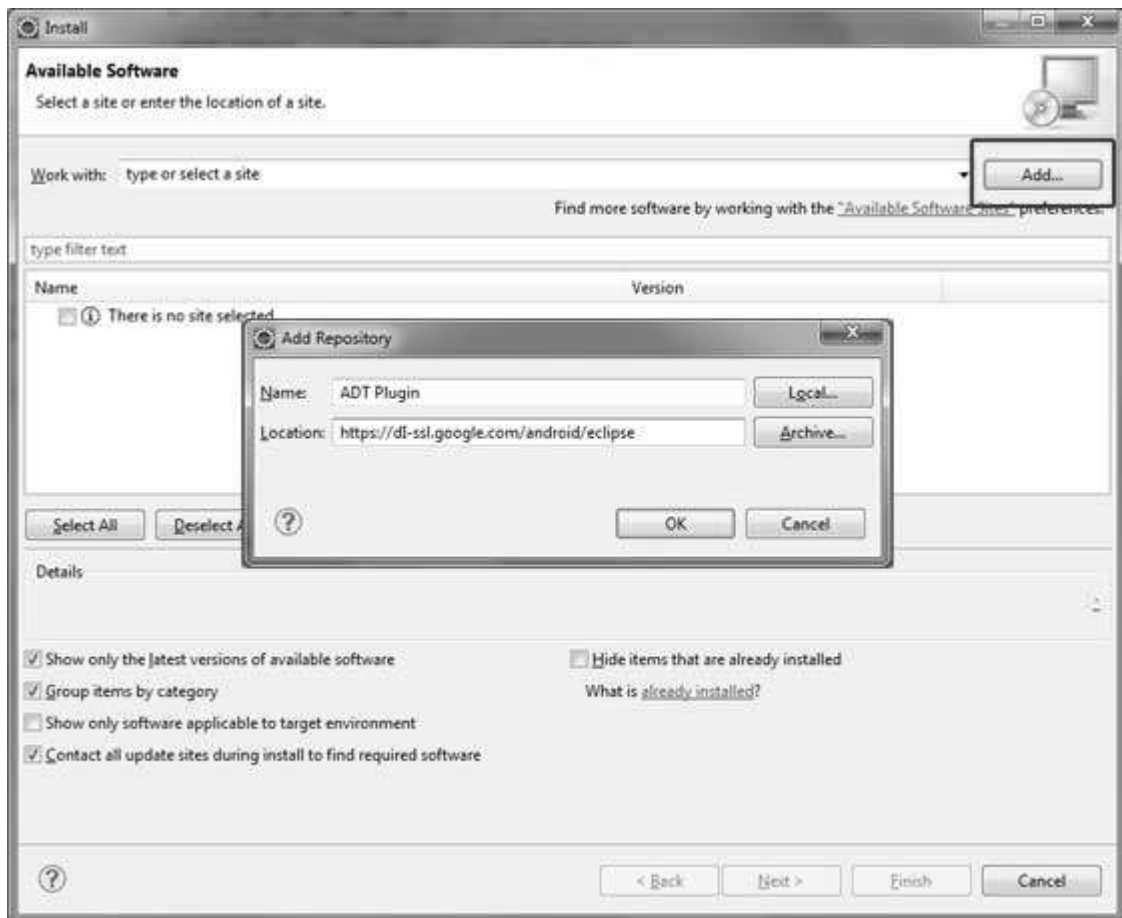 Install
Available Software
Select a site or enter the location of a site.
Work with: type or select a site Add...
Find more software by working with the "Available Software Sites" preferences.
type filter text
Name Version
There is no site selected
Add Repository
Name: ADT Plugin Local...
Location: https://dI-ssl.google.com/android/eclipse Archive...
OK Cancel
Select All Deselect A
Details
Show only the latest versions of available software Hide items that are already installed
Group items by category What is already installed?
Show only software applicable to target environment
Contact all update sites during install to find required software
< Back Next > Finish Cancel